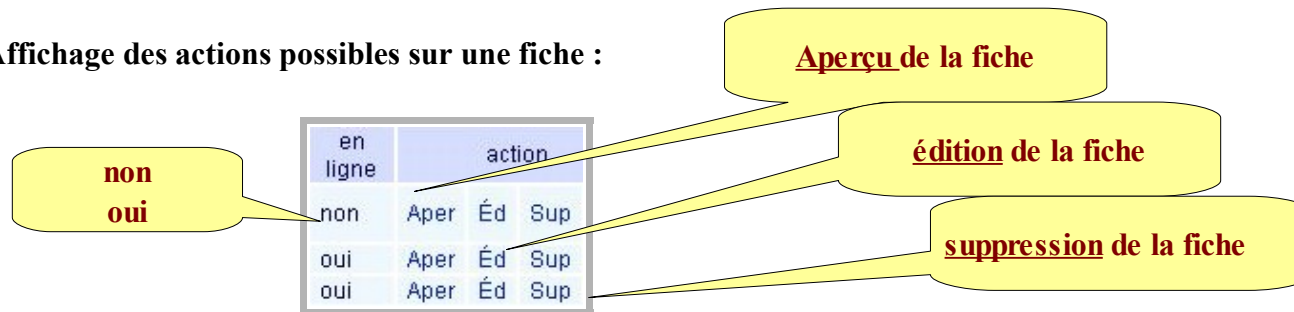 Affichage des actions possibles sur une fiche :
Aperçu de la fiche
édition de la fiche
suppression de la fiche
non
oui
en ligne action
non Aper Éd Sup
oui Aper Éd Sup
oui Aper Éd Sup